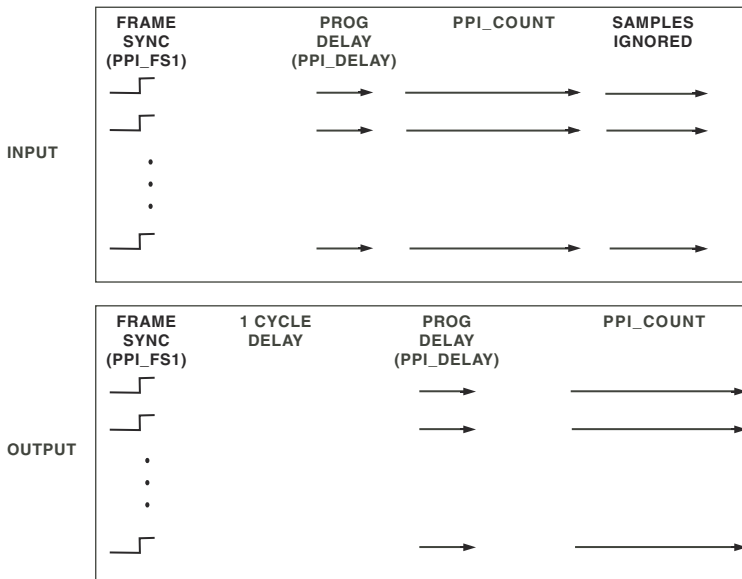 FRAME
SYNC
(PPI_FS1)
PROG
DELAY
(PPI_DELAY)
PPI_COUNT
SAMPLES
IGNORED
INPUT
FRAME
SYNC
(PPI_FS1)
1 CYCLE
DELAY
PROG
DELAY
(PPI_DELAY)
PPI_COUNT
OUTPUT